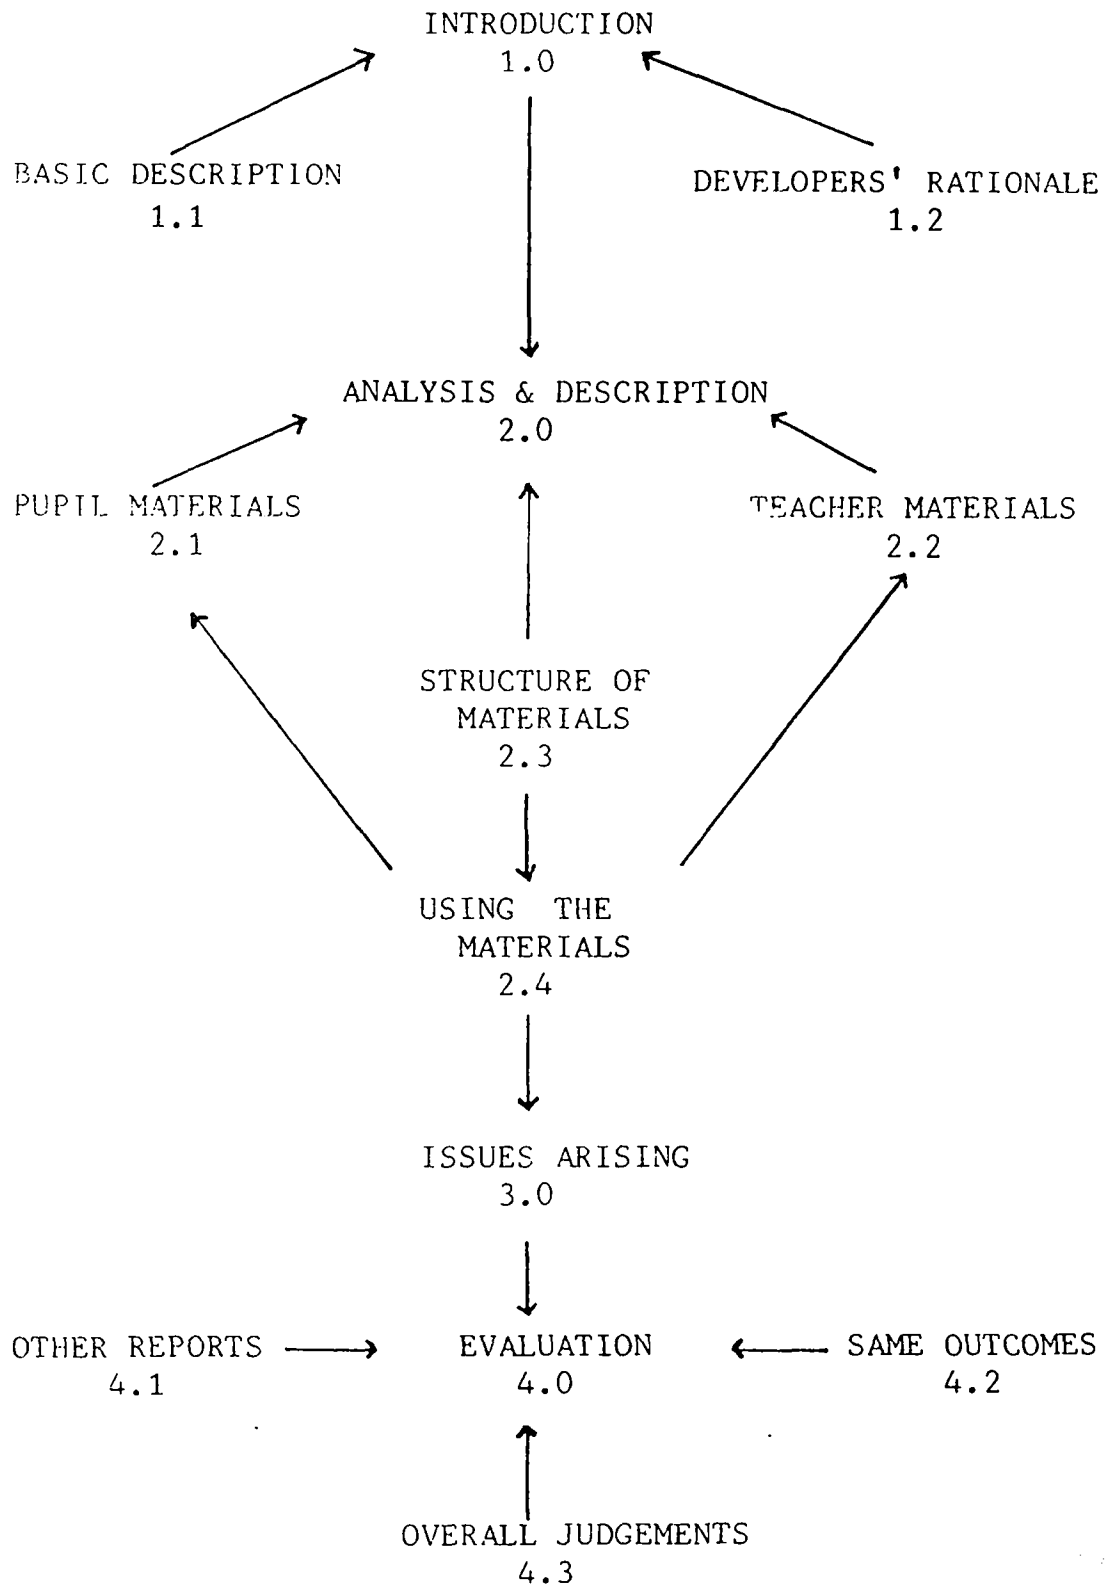 INTRODUCTION
1.0
BASIC DESCRIPTION
1.1
DEVELOPERS' RATIONALE
1.2
ANALYSIS & DESCRIPTION
2.0
PUPIL MATERIALS
2.1
TEACHER MATERIALS
2.2
STRUCTURE OF
MATERIALS
2.3
USING THE
MATERIALS
2.4
ISSUES ARISING
3.0
OTHER REPORTS
4.1
EVALUATION
4.0
SAME OUTCOMES
4.2
OVERALL JUDGEMENTS
4.3